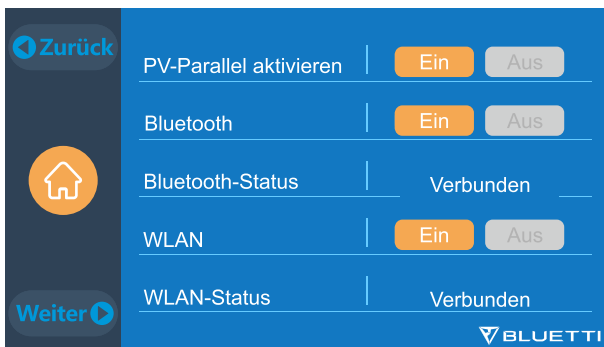 Zurück
PV-Parallel aktivieren Ein Aus
Bluetooth Ein Aus
Bluetooth-Status Verbunden
WLAN Ein Aus
WLAN-Status Verbunden
Weiter
BLUETTI